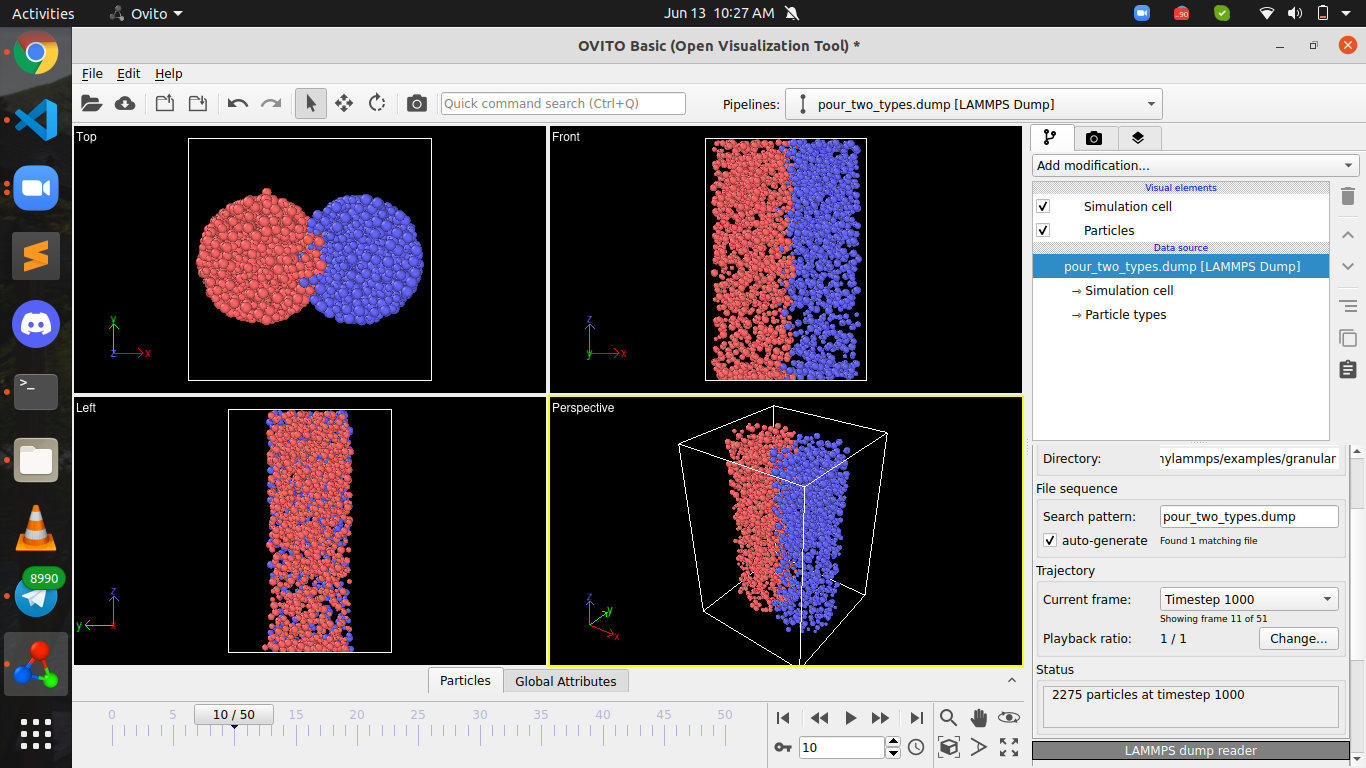 Activities
Ovito
Jun 13 10:27 AM
90
OVITO Basic (Open Visualization Tool) *
File Edit Help
Quick command search (Ctrl+Q)
Pipelines:
pour_two_types.dump [LAMMPS Dump]
Top
y
z
x
Front
z
y
x
Left
z
y
x
Perspective
z
y
x
Add modification...
Visual elements
Simulation cell
Particles
Data source
pour_two_types.dump [LAMMPS Dump]
→ Simulation cell
→ Particle types
Directory:
ylammps/examples/granular
File sequence
Search pattern:
pour_two_types.dump
auto-generate
Found 1 matching file
Trajectory
Current frame:
Timestep 1000
Showing frame 11 of 51
Playback ratio:
1 / 1
Change...
Status
2275 particles at timestep 1000
LAMMPS dump reader
8990
>_
Particles
Global Attributes
0 5 10 / 50 15 20 25 30 35 40 45 50
10